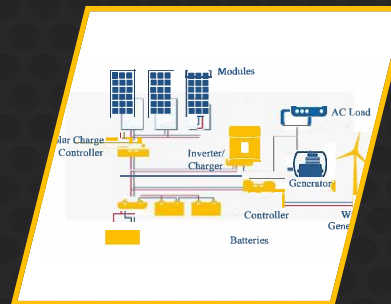 Modules
AC Load
lar Charge
Controller
Inverter/
Charger
Generator
Controller
W
Gene
Batteries